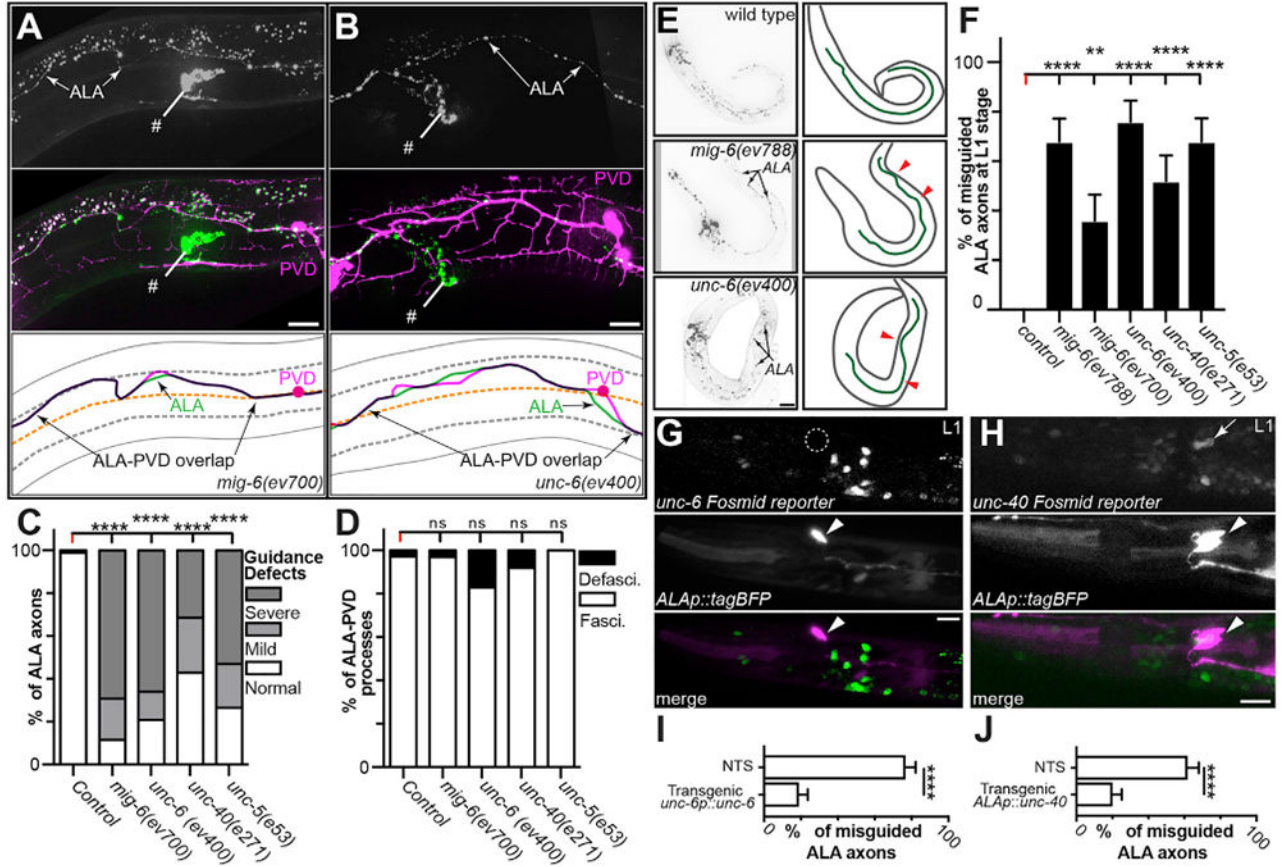 A
ALA
#
PVD
#
PVD
ALA
ALA-PVD overlap
mig-6(ev700)
B
ALA
#
PVD
#
PVD
ALA
ALA-PVD overlap
unc-6(ev400)
C
**** **** **** ****
100
0
% of ALA axons
Guidance
Defects
Severe
Mild
Normal
Control
mig-6(ev700)
unc-6 (ev400)
unc-40(e271)
unc-5(e53)
D
ns ns ns ns
100
0
% of ALA-PVD
processes
Defasci.
Fasci.
Control
mig-6(ev700)
unc-6 (ev400)
unc-40(e271)
unc-5(e53)
E
wild type
mig-6(ev788)
ALA
unc-6(ev400)
ALA
F
**** ** **** **** ****
100
0
% of misguided
ALA axons at L1 stage
control
mig-6(ev788)
mig-6(ev700)
unc-6(ev400)
unc-40(e271)
unc-5(e53)
G
L1
unc-6 Fosmid reporter
ALAp::tagBFP
merge
H
L1
unc-40 Fosmid reporter
ALAp::tagBFP
merge
I
NTS
Transgenic
unc-6p::unc-6
****
0 % of misguided 100
ALA axons
J
NTS
Transgenic
ALAp::unc-40
****
0 % of misguided 100
ALA axons